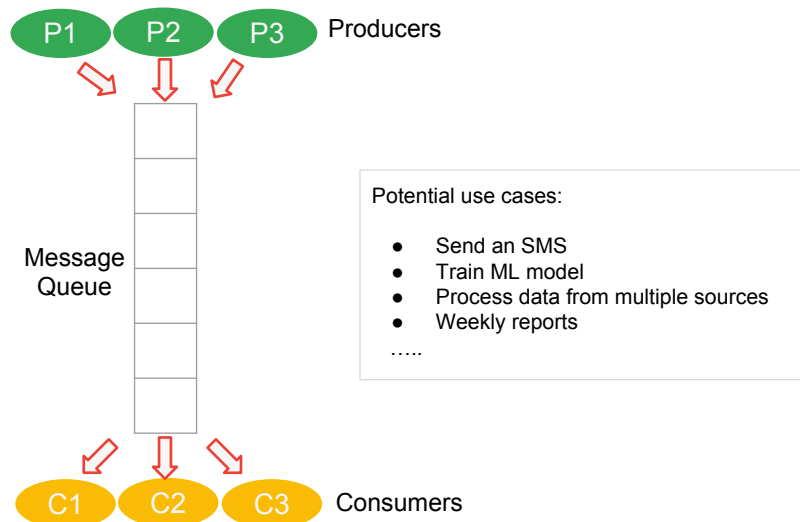 P1 P2 P3 Producers
Potential use cases:
● Send an SMS
● Train ML model
● Process data from multiple sources
● Weekly reports
…..
Message
Queue
C1 C2 C3 Consumers